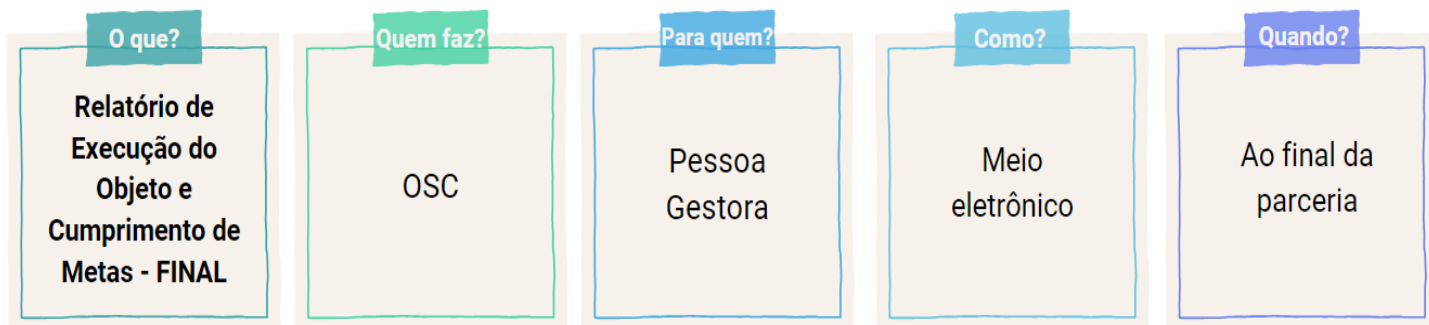 O que?
Relatório de
Execução do
Objeto e
Cumprimento de
Metas - FINAL
Quem faz?
OSC
Para quem?
Pessoa
Gestora
Como?
Meio
eletrônico
Quando?
Ao final da
parceria